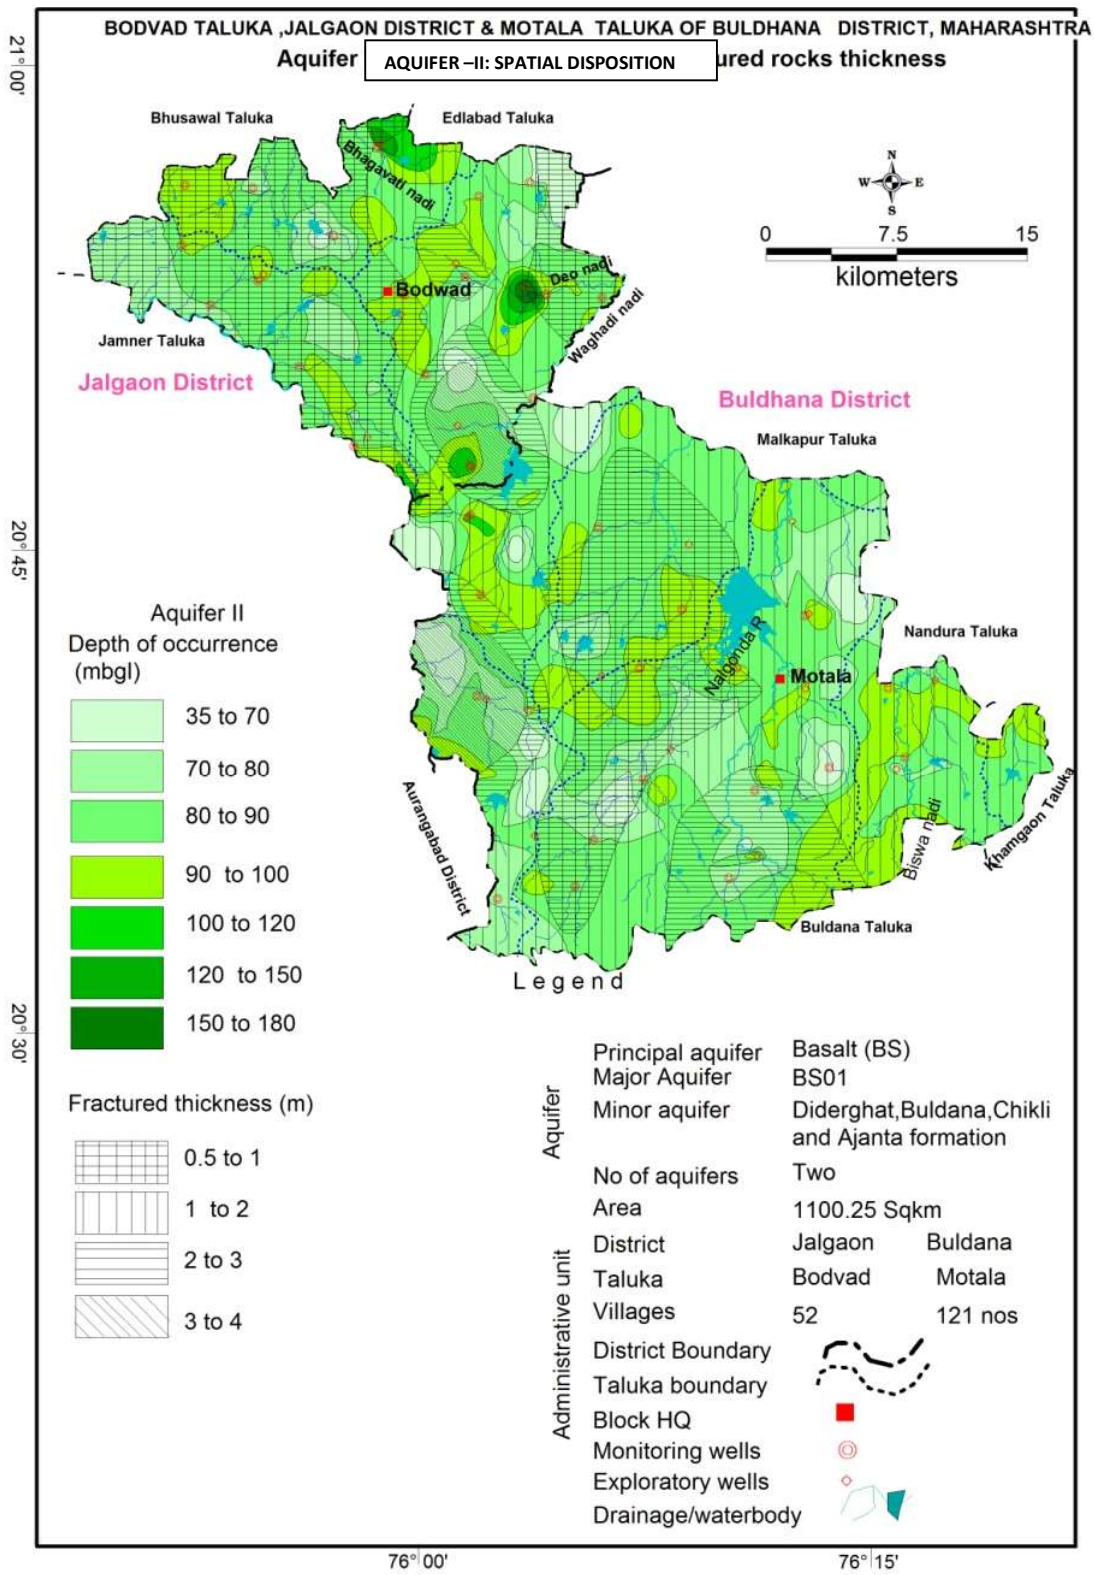 BODVAD TALUKA ,JALGAON DISTRICT & MOTALA TALUKA OF BULDHANA DISTRICT, MAHARASHTRA
Aquifer
AQUIFER –II: SPATIAL DISPOSITION
ured rocks thickness
21° 00'
Bhusawal Taluka
Edlabad Taluka
Bhagavati nadi
N
W E
S
0 7.5 15
kilometers
Deo nadi
Bodwad
Waghadi nadi
Jamner Taluka
Jalgaon District
Buldhana District
Malkapur Taluka
20° 45'
Aquifer II
Depth of occurrence
(mbgl)
35 to 70
70 to 80
80 to 90
90 to 100
100 to 120
120 to 150
150 to 180
Nandura Taluka
Nalgonda R
Motala
Aurangabad District
Khamgaon Taluka
Biswa nadi
Buldana Taluka
Legend
20° 30'
Fractured thickness (m)
0.5 to 1
1 to 2
2 to 3
3 to 4
Aquifer
Principal aquifer Basalt (BS)
Major Aquifer BS01
Minor aquifer Diderghat,Buldana,Chikli
and Ajanta formation
No of aquifers Two
Area 1100.25 Sqkm
Administrative unit
District Jalgaon Buldana
Taluka Bodvad Motala
Villages 52 121 nos
District Boundary
Taluka boundary
Block HQ
Monitoring wells
Exploratory wells
Drainage/waterbody
76° 00' 76° 15'